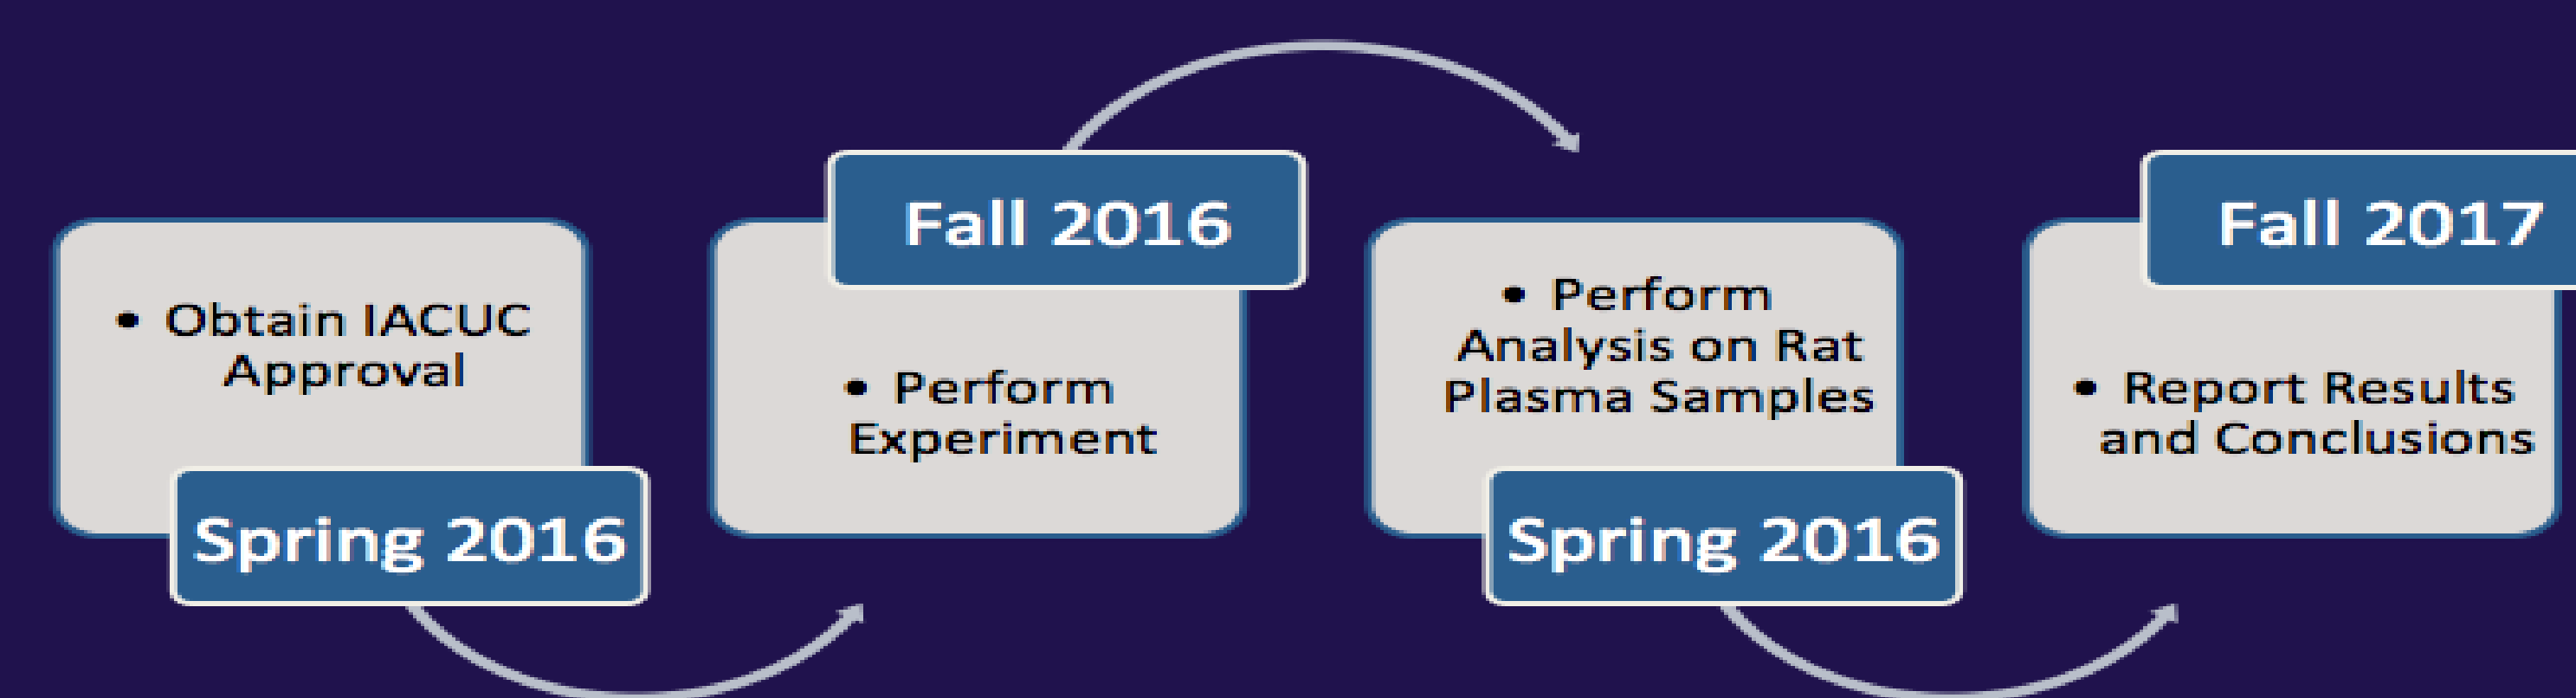 • Obtain IACUC
Approval
Spring 2016
Fall 2016
• Perform
Experiment
• Perform
Analysis on Rat
Plasma Samples
Spring 2016
Fall 2017
• Report Results
and Conclusions